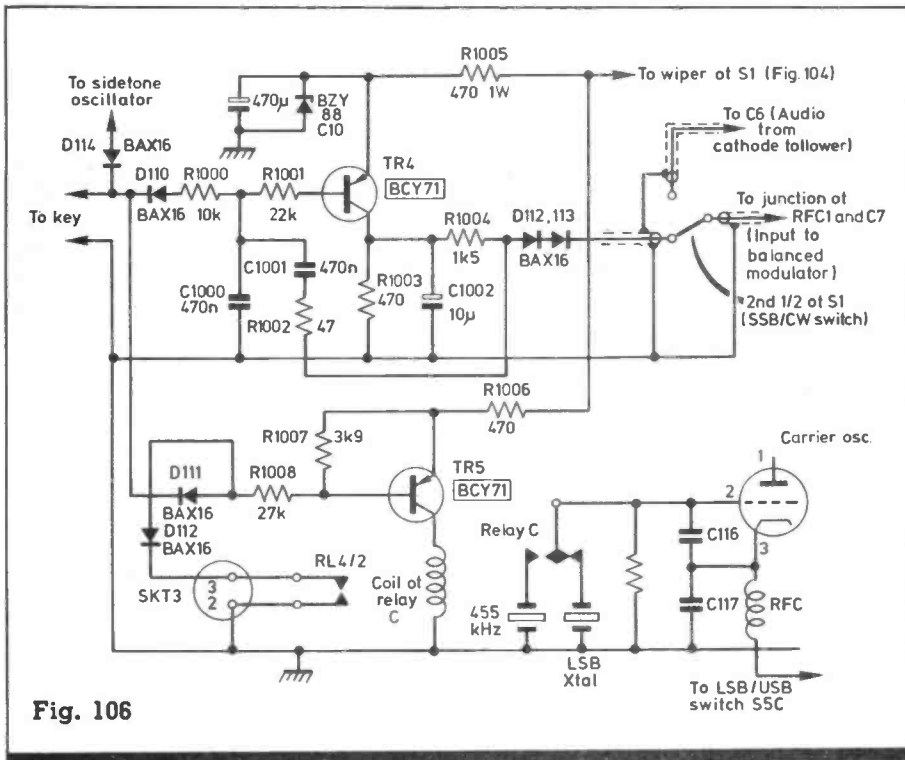 R1005
470 1W
To wiper of S1 (Fig.104)
To sidetone
oscillator
470µ
BZY
88
C10
To C6 (Audio
from
cathode follower)
D114
BAX16
D110
BAX16
R1000
10k
R1001
22k
TR4
BCY71
To key
R1004
1k5
D112,113
BAX16
To junction of
RFC1 and C7
(Input to
balanced
modulator)
C1001
470n
C1000
470n
R1002
47
R1003
470
C1002
10µ
2nd 1/2 of S1
(SSB/CW switch)
R1006
470
R1007
3k9
Carrier osc.
1
2
3
D111
BAX16
R1008
27k
TR5
BCY71
D112
BAX16
RL4/2
Relay C
C116
SKT3
3
2
Coil of
relay
C
455
kHz
C117
RFC
LSB
Xtal
To LSB/USB
switch S5C
Fig. 106